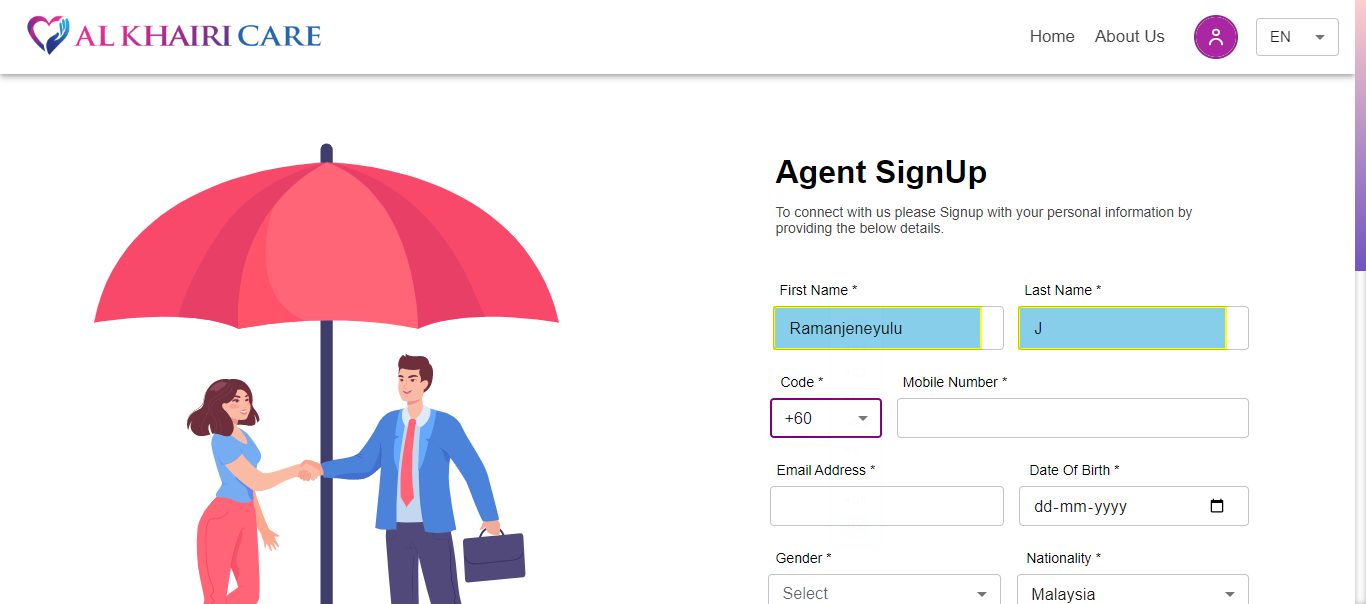 AL KHAIRI CARE
Home About Us EN
Agent SignUp
To connect with us please Signup with your personal information by
providing the below details.
First Name * Last Name *
Ramanjeneyulu J
Code * Mobile Number *
+60
Email Address * Date Of Birth *
dd-mm-yyyy
Gender * Nationality *
Select Malaysia